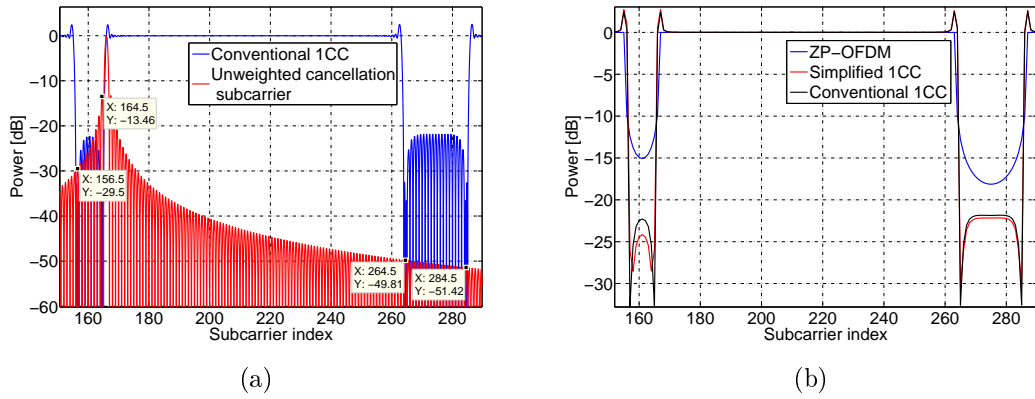 0
−10
−20
−30
−40
−50
−60
Power [dB]
160
180
200
220
240
260
280
Subcarrier index
Conventional 1CC
Unweighted cancellation
subcarrier
X: 164.5
Y: −13.46
X: 156.5
Y: −29.5
X: 264.5
Y: −49.81
X: 284.5
Y: −51.42
(a)
0
−5
−10
−15
−20
−25
−30
Power [dB]
160
180
200
220
240
260
280
Subcarrier index
ZP−OFDM
Simplified 1CC
Conventional 1CC
(b)